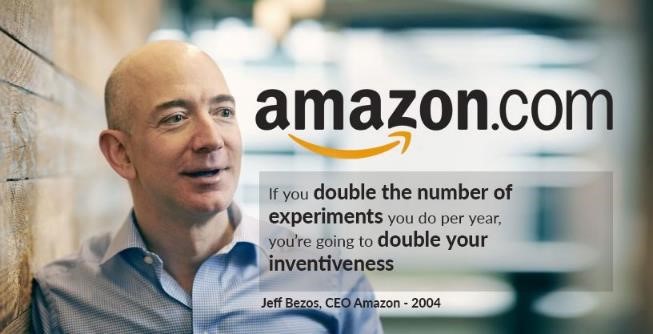 amazon.com
If you double the number of
experiments you do per year,
you're going to double your
inventiveness
Jeff Bezos, CEO Amazon - 2004